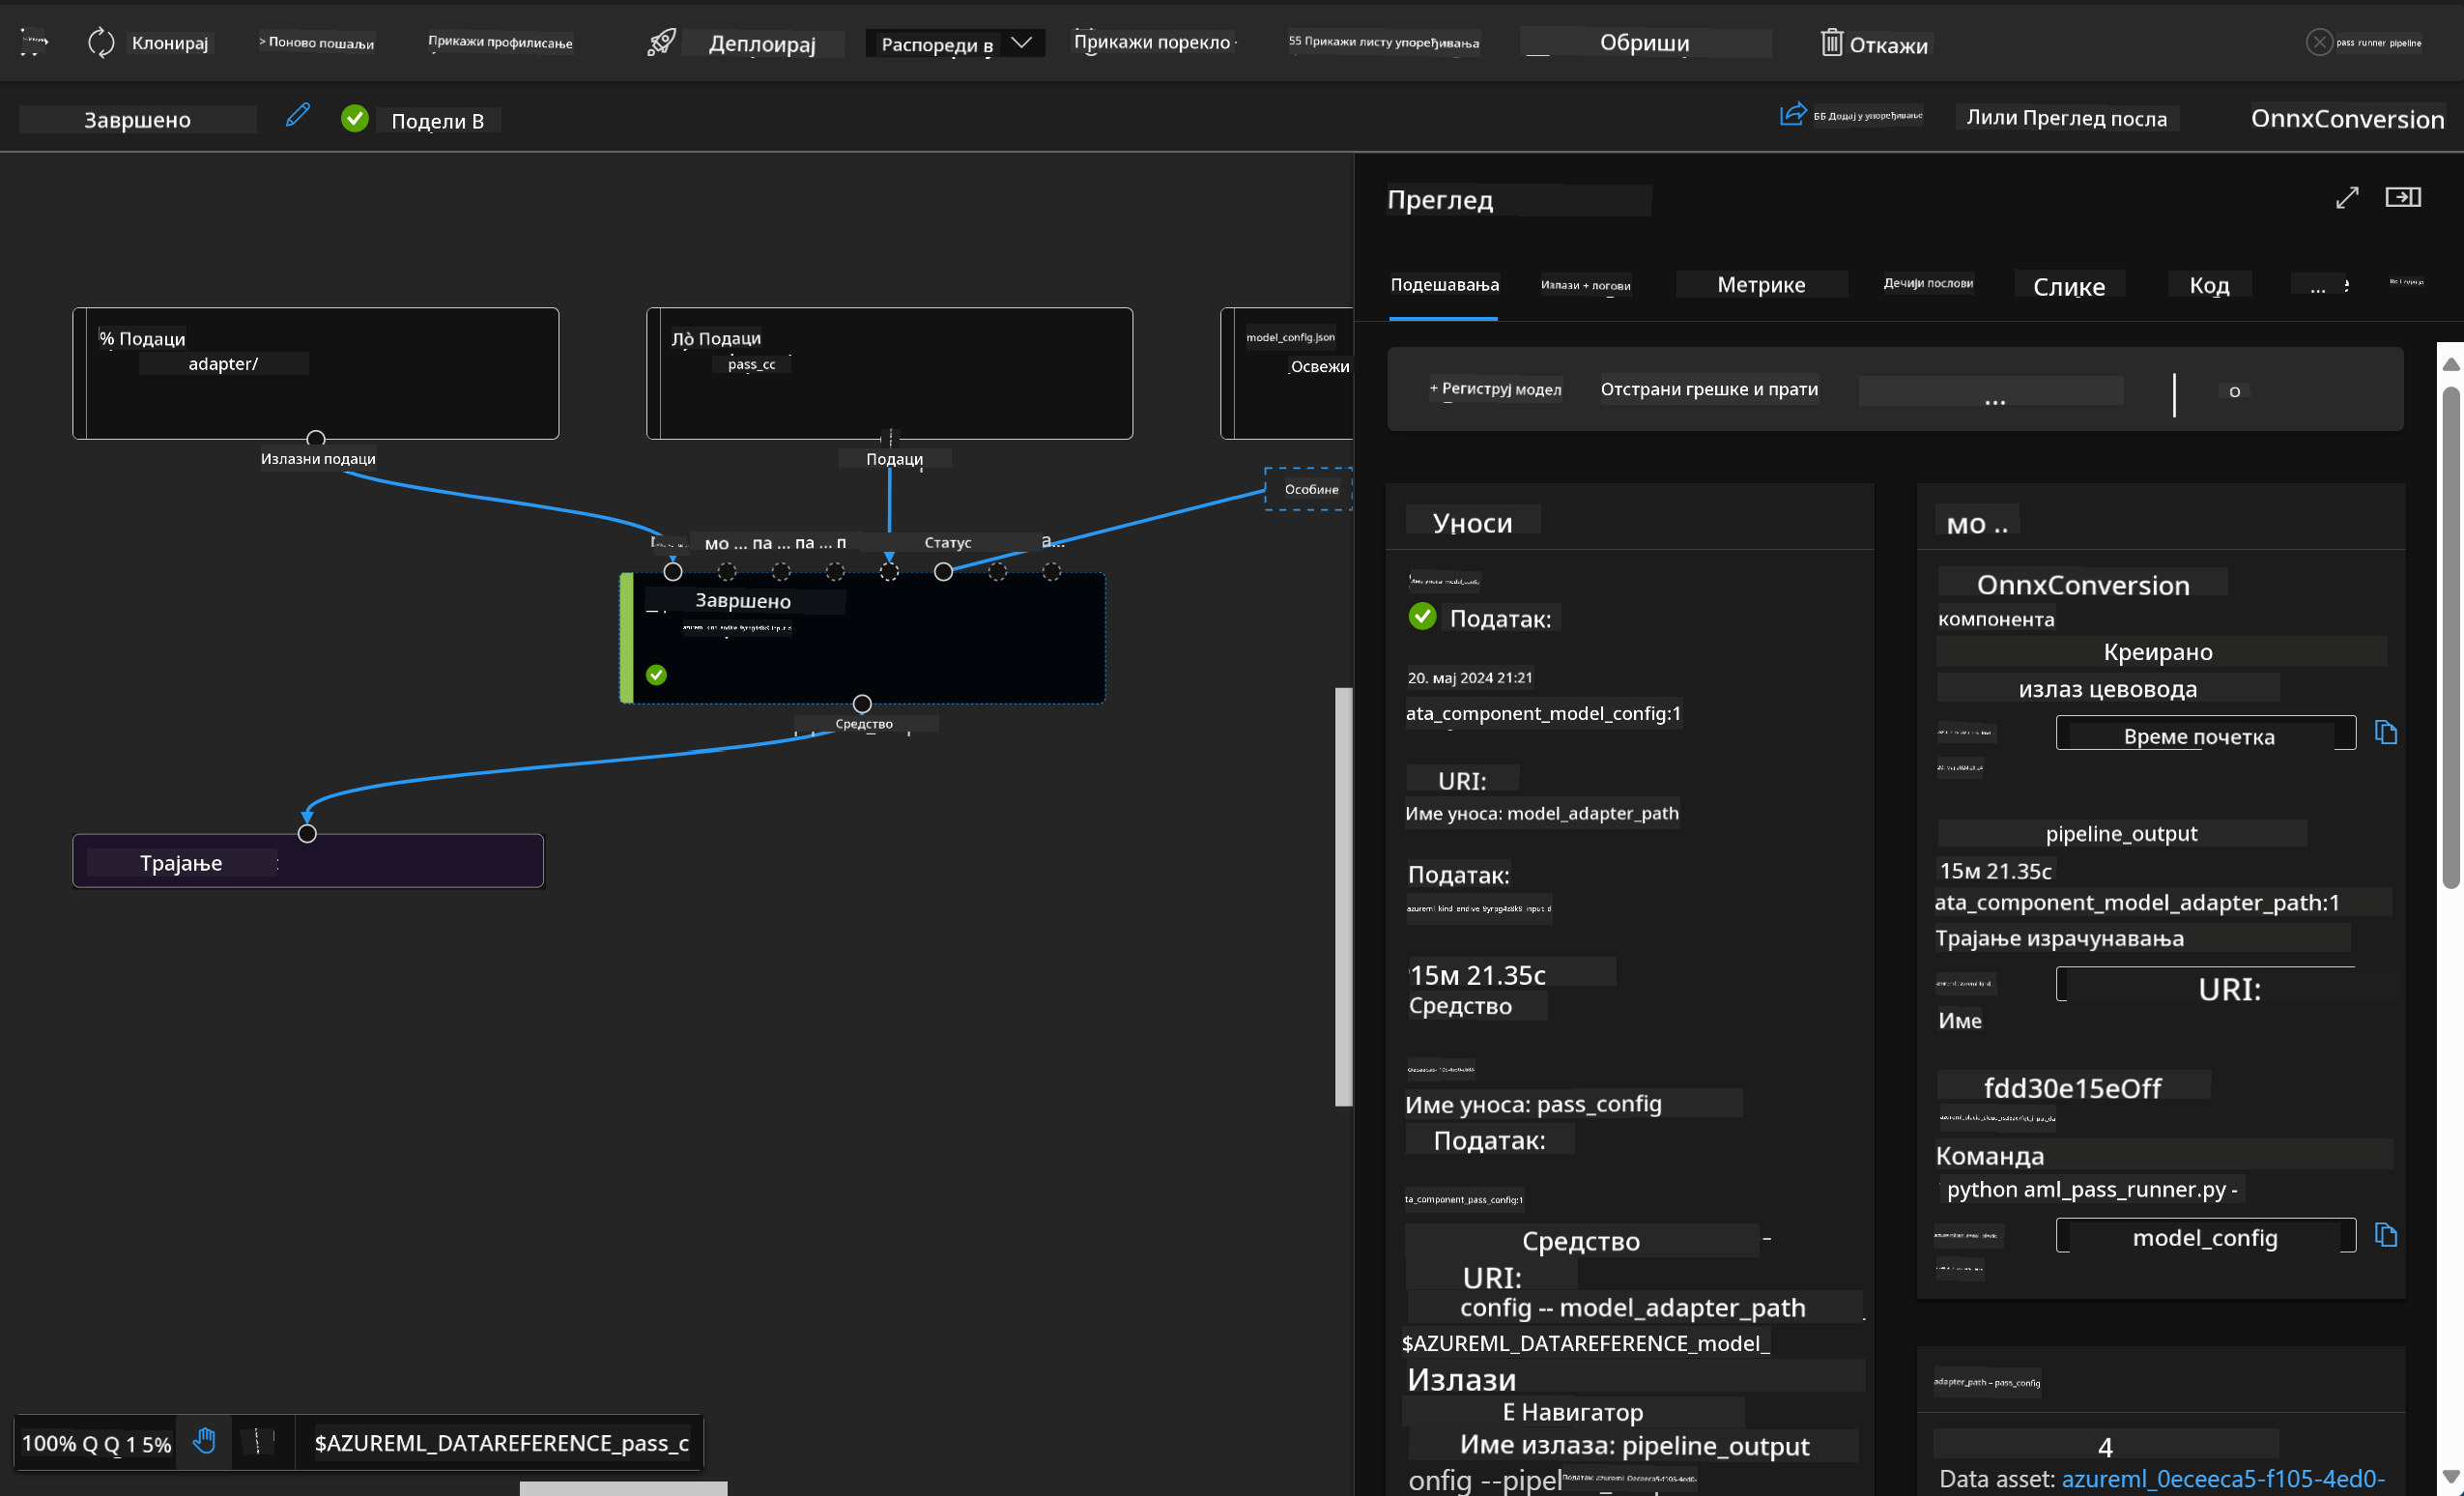 Клонирај
> Поново пошаљи
Прикажи профилисање
Деплоирај
Распореди в
Прикажи порекло
55 Прикажи листу упоређивања
Обриши
Откажи
pass runner pipeline
Завршено
Подели В
ББ Додај у упоређивање
Лили Преглед посла
OnnxConversion
Преглед
Подешавања
Излази + логови
Метрике
Дечији послови
Слике
Код
...
% Подаци
adapter/
Ло Подаци
pass_cc
model_config.json
Освежи
+ Региструј модел
Отстрани грешке и прати
...
О
Излазни подаци
Подаци
Особине
мо ... па ... па ... п
Статус
а...
Завршено
Средство
Трајање
Уноси
Податак:
20. мај 2024 21:21
ata_component_model_config:1
URI:
Име уноса: model_adapter_path
Податак:
15м 21.35с
Средство
Име уноса: pass_config
Податак:
ta_component_pass_config:1
Средство
URI:
config -- model_adapter_path
$AZUREML_DATAREFERENCE_model_
Излази
Е Навигатор
Име излаза: pipeline_output
onfig --pipel
мо ..
OnnxConversion
компонента
Креирано
излаз цевовода
Време почетка
pipeline_output
15м 21.35с
ata_component_model_adapter_path:1
Трајање израчунавања
URI:
Име
fdd30e15eOff
Команда
python aml_pass_runner.py -
model_config
adapter_path – pass_config
4
Data asset: azureml_0eceeca5-f105-4ed0-
100% Q Q 1 5%
$AZUREML_DATAREFERENCE_pass_c